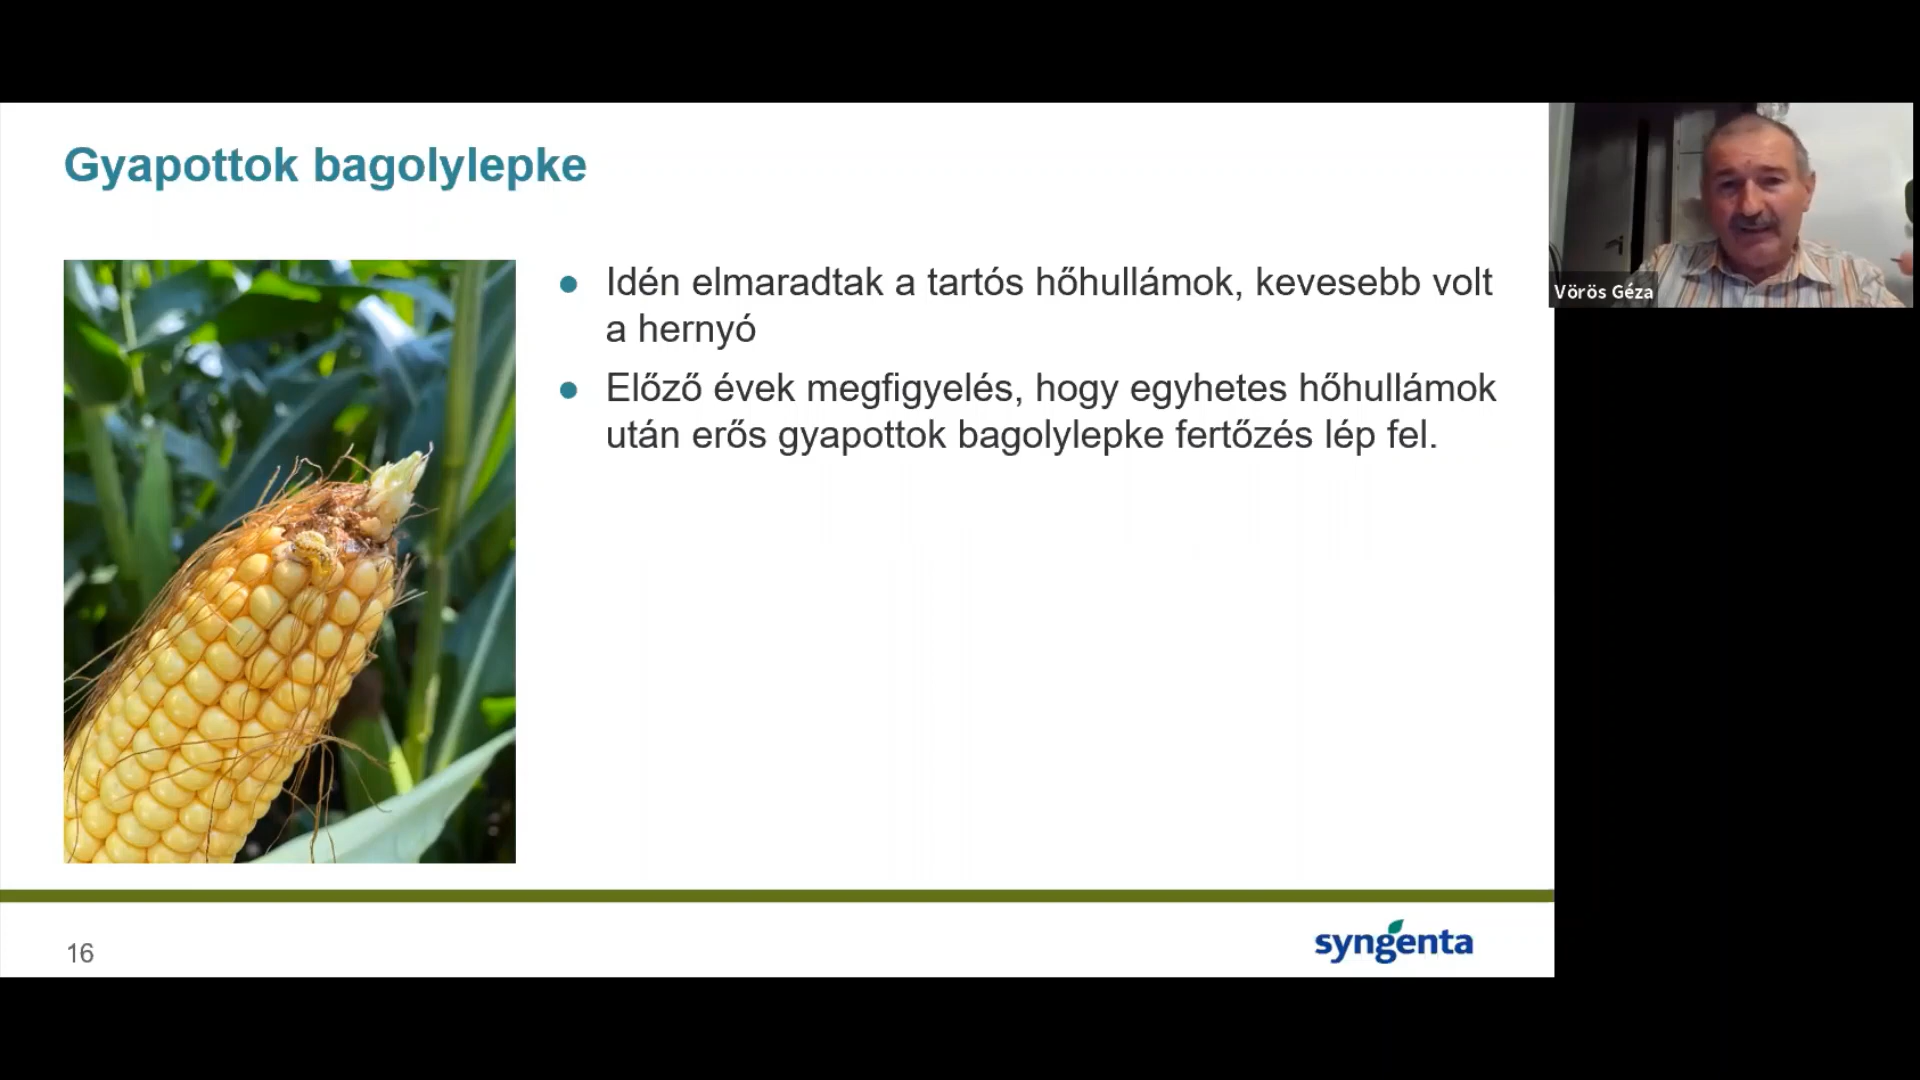 Gyapottok bagolylepke
Vörös Géza
● Idén elmaradtak a tartós hőhullámok, kevesebb volt
a hernyó
● Előző évek megfigyelés, hogy egyhetes hőhullámok
után erős gyapottok bagolylepke fertőzés lép fel.
16
syngenta